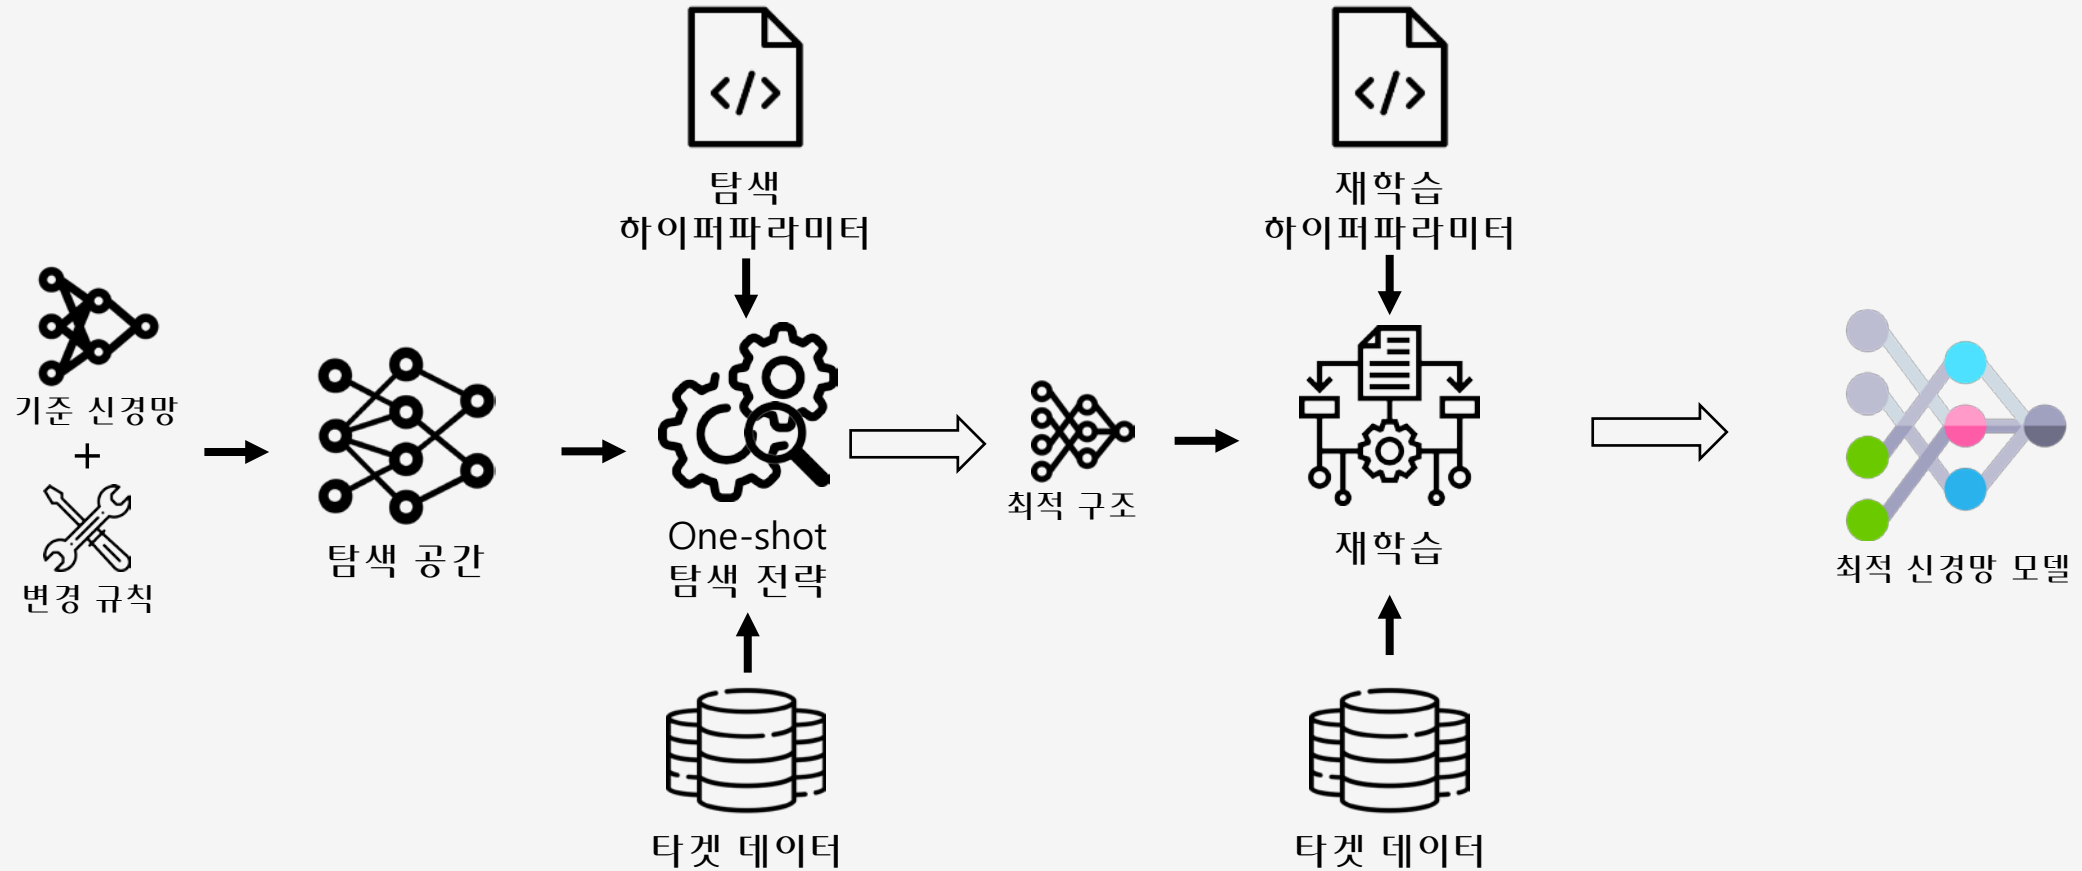 기준 신경망
+
변경 규칙
탐색 공간
탐색
하이퍼파라미터
One-shot
탐색 전략
타겟 데이터
최적 구조
재학습
하이퍼파라미터
재학습
타겟 데이터
최적 신경망 모델